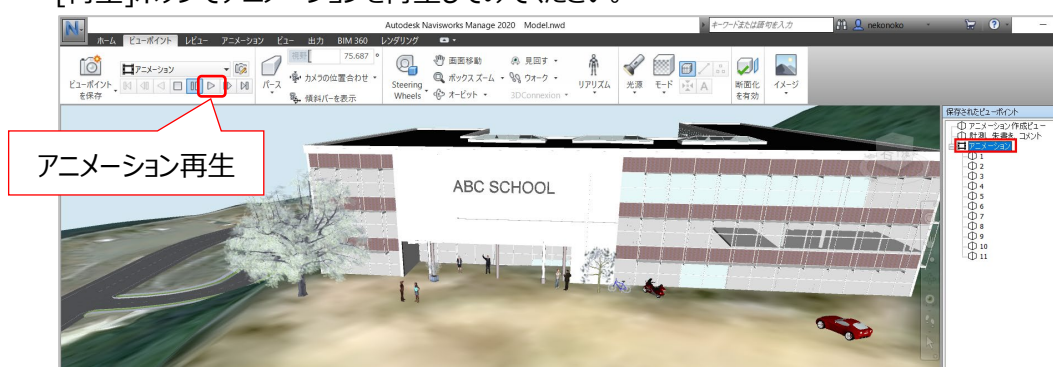 [再生]ボタンでアニメーションを再生してみてください。
Autodesk Navisworks Manage 2020 Model.nwd
キーワードまたは語句を入力
nekonoko
ホーム ビューポイント レビュー アニメーション ビュー 出力 BIM 360 レンダリング
アニメーション
75.687 °
画面移動 見回す
カメラの位置合わせ
ボックス ズーム ウォーク
傾斜バーを表示
オービット 3DConnexion
ビューポイント
を保存
パース
Steering
Wheels
リアリズム
光源
モード
断面化
を有効
イメージ
アニメーション再生
ABC SCHOOL
保存されたビューポイント
アニメーション作成ビュー
計測、朱書き、コメント
アニメーション
1
2
3
4
5
6
7
8
9
10
11